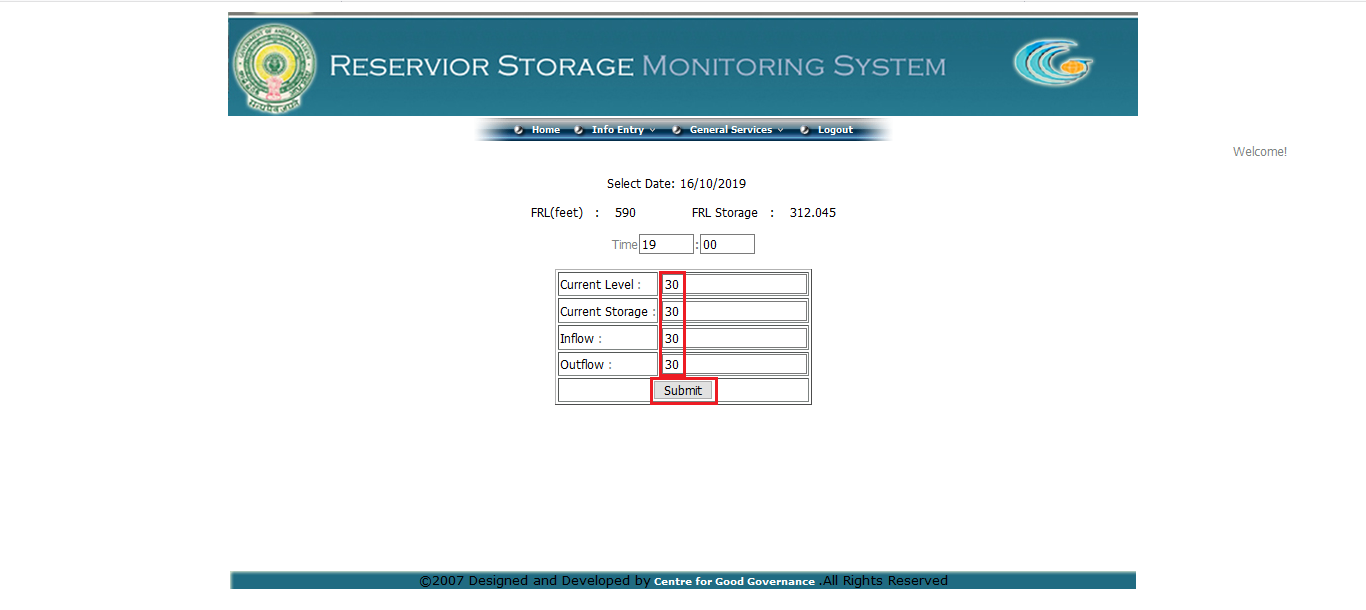 RESERVIOR STORAGE MONITORING SYSTEM
Home Info Entry General Services Logout
Welcome!
Select Date: 16/10/2019
FRL(feet) : 590 FRL Storage : 312.045
Time 19 : 00
Current Level : 30
Current Storage : 30
Inflow : 30
Outflow : 30
Submit
©2007 Designed and Developed by Centre for Good Governance .All Rights Reserved